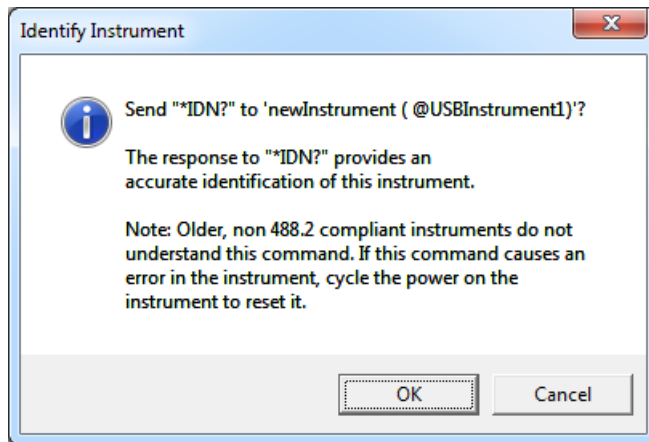 Identify Instrument
Send "*IDN?" to 'newInstrument ( @USBInstrument1)'?
The response to "*IDN?" provides an
accurate identification of this instrument.
Note: Older, non 488.2 compliant instruments do not
understand this command. If this command causes an
error in the instrument, cycle the power on the
instrument to reset it.
OK Cancel